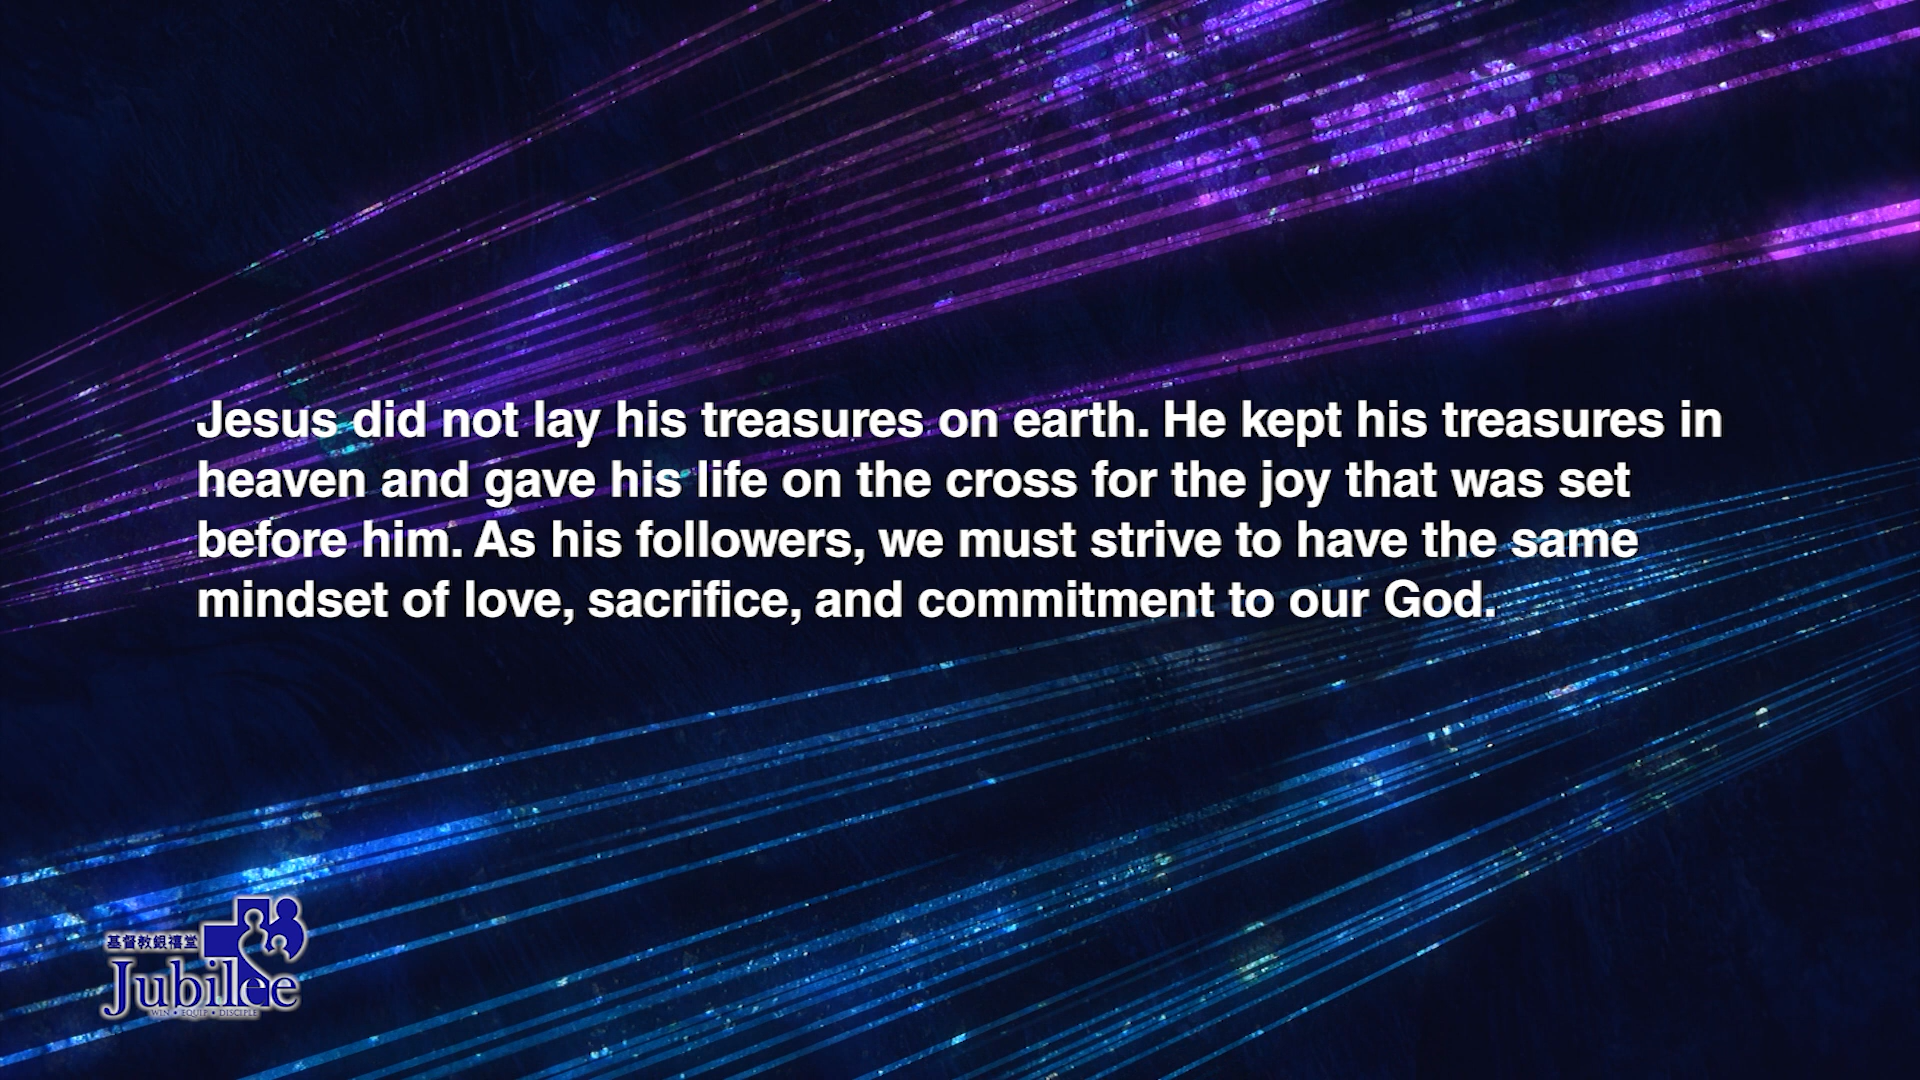 Jesus did not lay his treasures on earth. He kept his treasures in
heaven and gave his life on the cross for the joy that was set
before him. As his followers, we must strive to have the same
mindset of love, sacrifice, and commitment to our God.
基督教銀禧堂
Jubilee
WIN • EQUIP • DISCIPLE